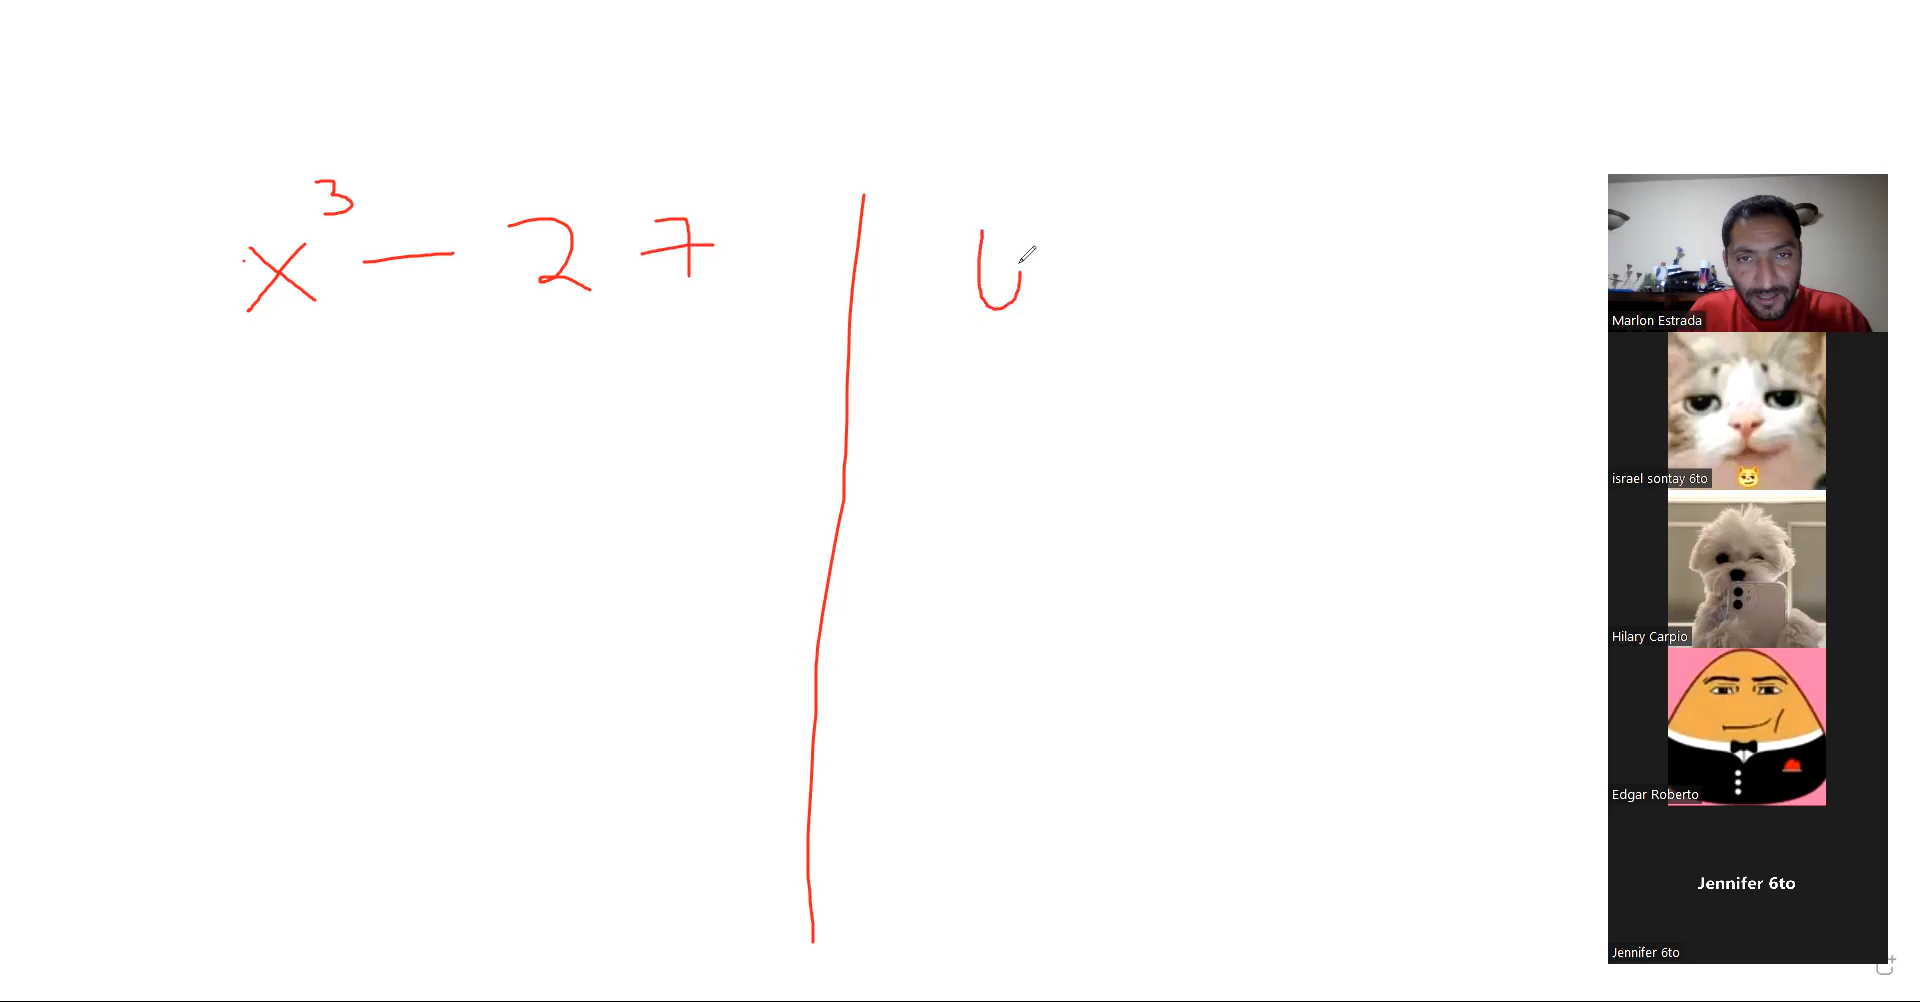 x³ - 27
U
Marlon Estrada
israel sontay 6to
Hilary Carpio
Edgar Roberto
Jennifer 6to
Jennifer 6to